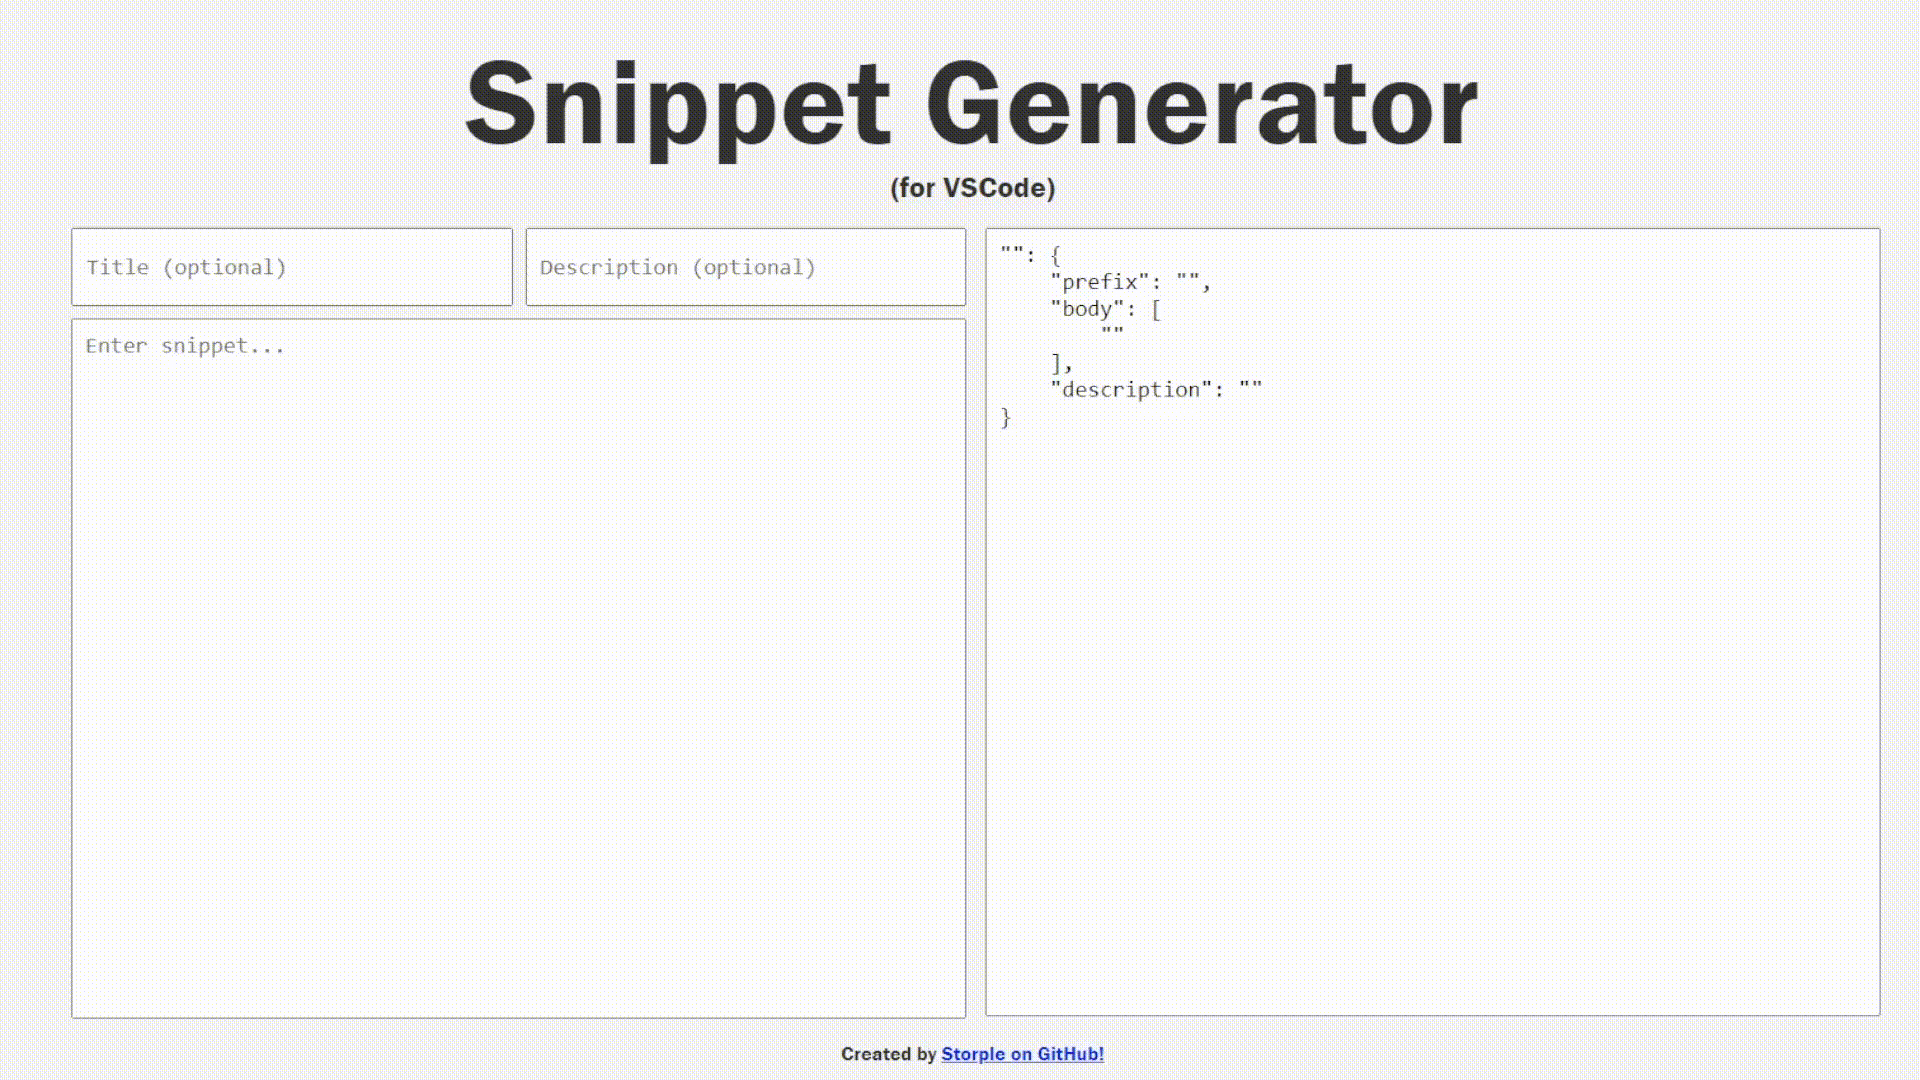 Snippet Generator
(for VSCode)
Title (optional)
Description (optional)
Enter snippet...
"": {
    "prefix": "",
    "body": [
        ""
    ],
    "description": ""
}
Created by Storple on GitHub!